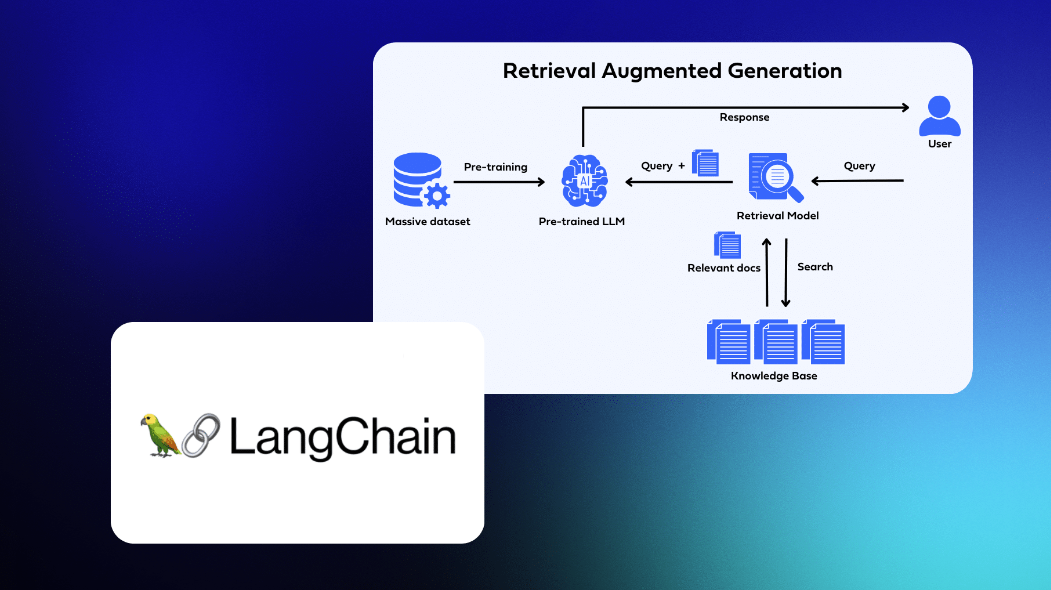 Retrieval Augmented Generation
Response
User
Pre-training
Query +
Query
AI
Massive dataset
Pre-trained LLM
Retrieval Model
Relevant docs
Search
Knowledge Base
LangChain